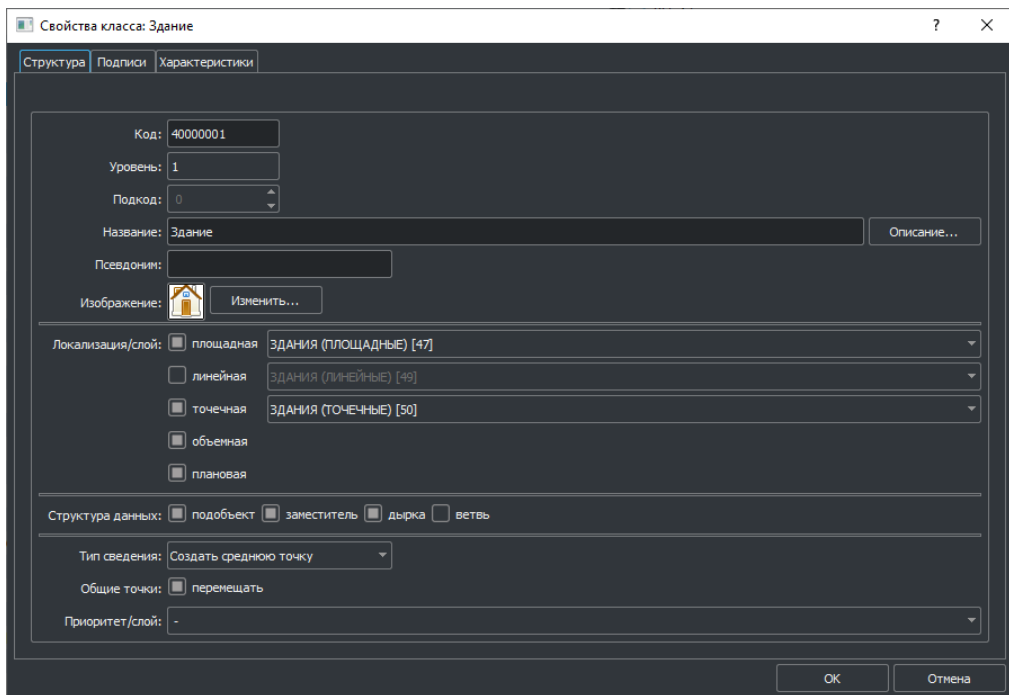 Свойства класса: Здание ?
Структура Подписи Характеристики
Код: 40000001
Уровень: 1
Подкод: 0
Название: Здание Описание...
Псевдоним:
Изображение: Изменить...
Локализация/слой: площадная ЗДАНИЯ (ПЛОЩАДНЫЕ) [47]
линейная ЗДАНИЯ (ЛИНЕЙНЫЕ) [49]
точечная ЗДАНИЯ (ТОЧЕЧНЫЕ) [50]
объемная
плановая
Структура данных: подобъект заместитель дырка ветвь
Тип сведения: Создать среднюю точку
Общие точки: перемещать
Приоритет/слой: -
OK Отмена